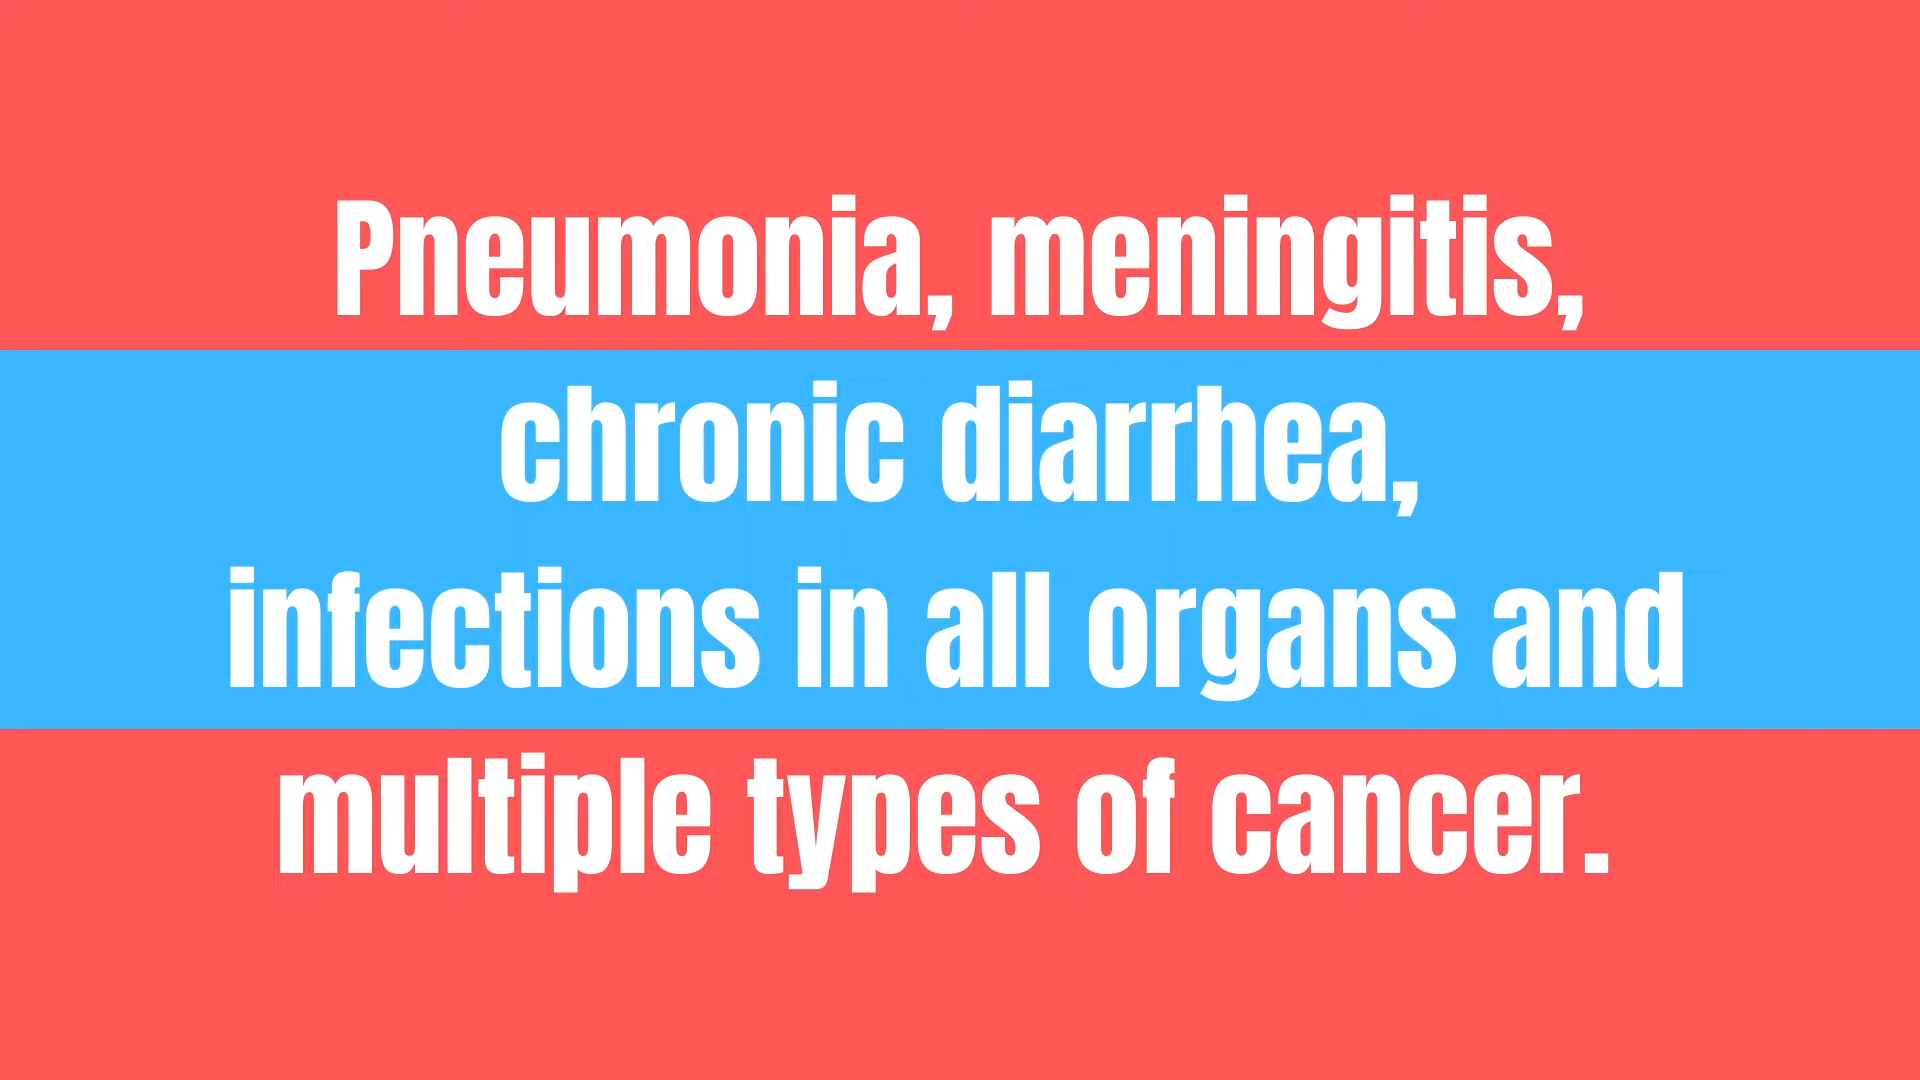 Pneumonia, meningitis,
chronic diarrhea,
infections in all organs and
multiple types of cancer.